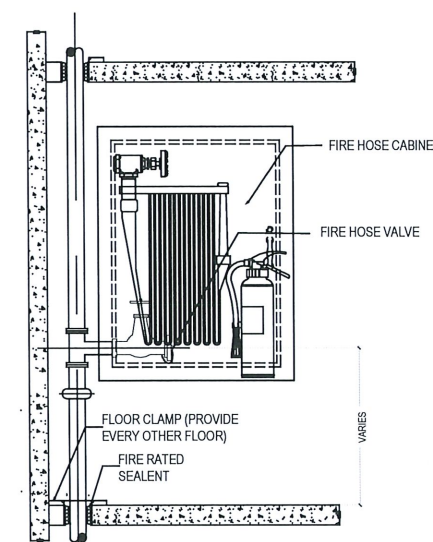 FIRE HOSE CABINE
FIRE HOSE VALVE
FLOOR CLAMP (PROVIDE
EVERY OTHER FLOOR)
FIRE RATED
SEALENT
VARIES